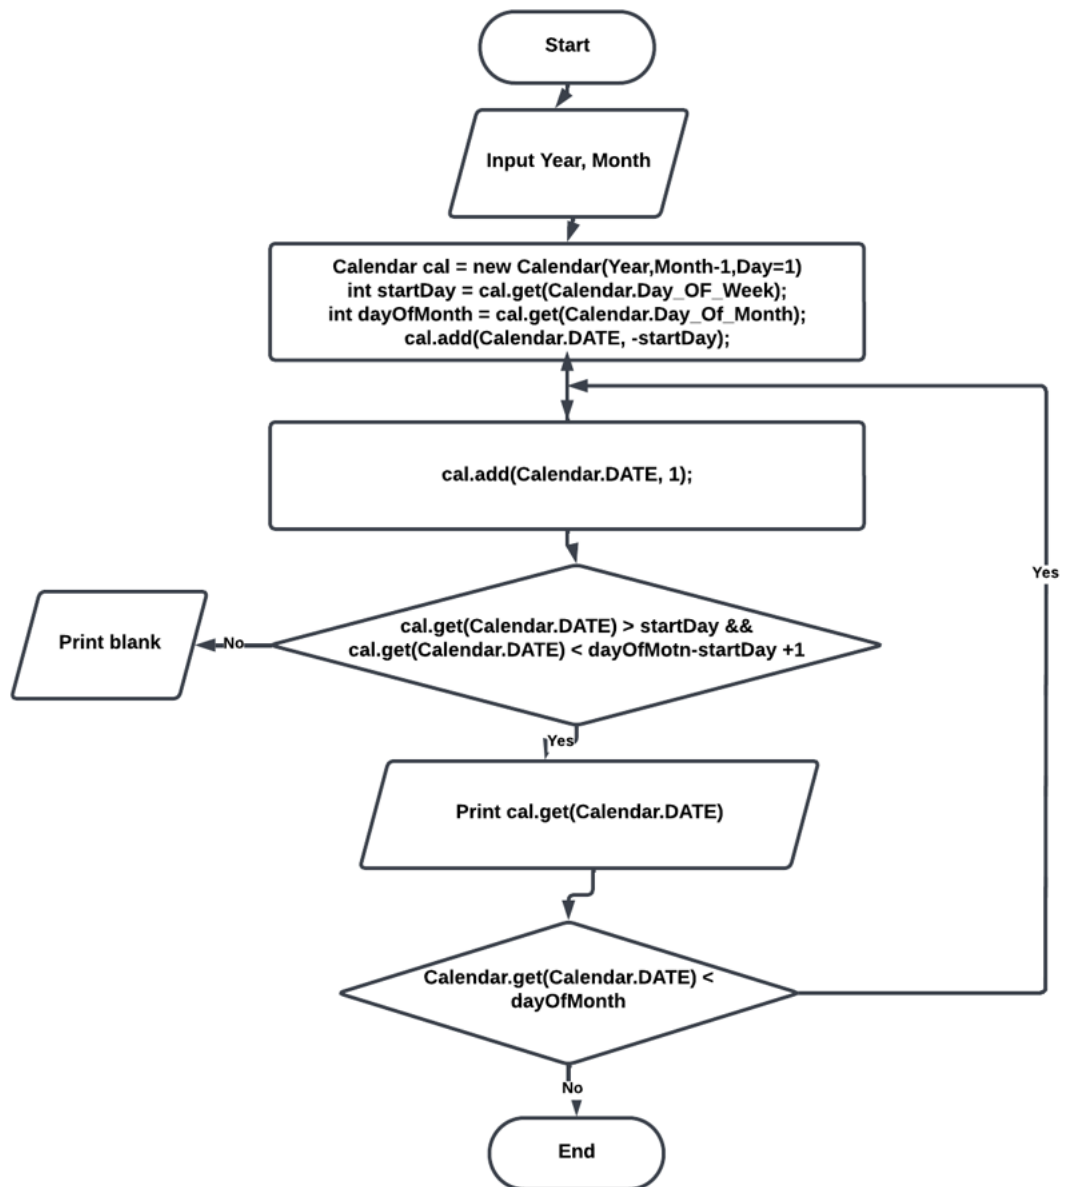 Start
Input Year, Month
Calendar cal = new Calendar(Year,Month-1,Day=1)
int startDay = cal.get(Calendar.Day_OF_Week);
int dayOfMonth = cal.get(Calendar.Day_Of_Month);
cal.add(Calendar.DATE, -startDay);
cal.add(Calendar.DATE, 1);
Yes
cal.get(Calendar.DATE) > startDay &&
cal.get(Calendar.DATE) < dayOfMotn-startDay +1
No
Print blank
Yes
Print cal.get(Calendar.DATE)
Calendar.get(Calendar.DATE) <
dayOfMonth
No
End